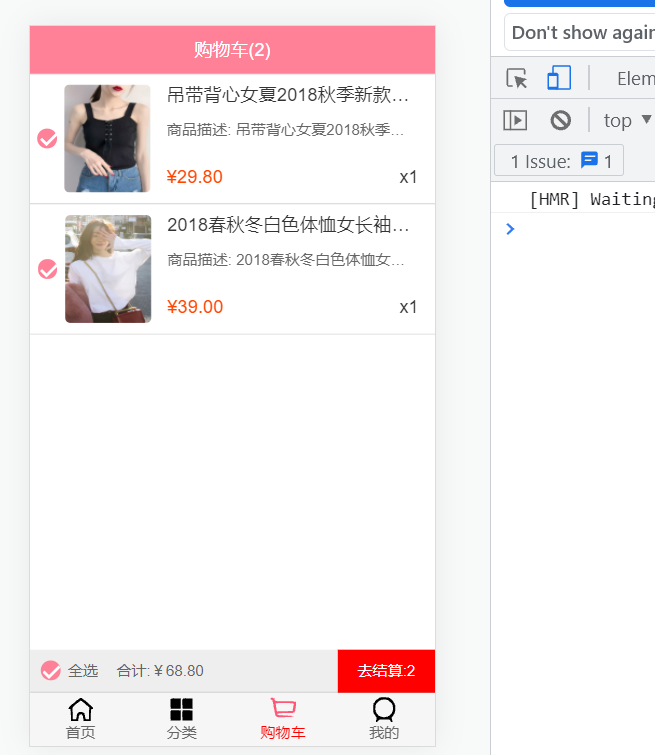 购物车(2)
吊带背心女夏2018秋季新款…
商品描述: 吊带背心女夏2018秋季…
¥29.80
x1
2018春秋冬白色体恤女长袖…
商品描述: 2018春秋冬白色体恤女…
¥39.00
x1
全选
合计: ¥ 68.80
去结算:2
首页
分类
购物车
我的
Don't show again
Elem
top ▼
1 Issue:
1
[HMR] Waiting